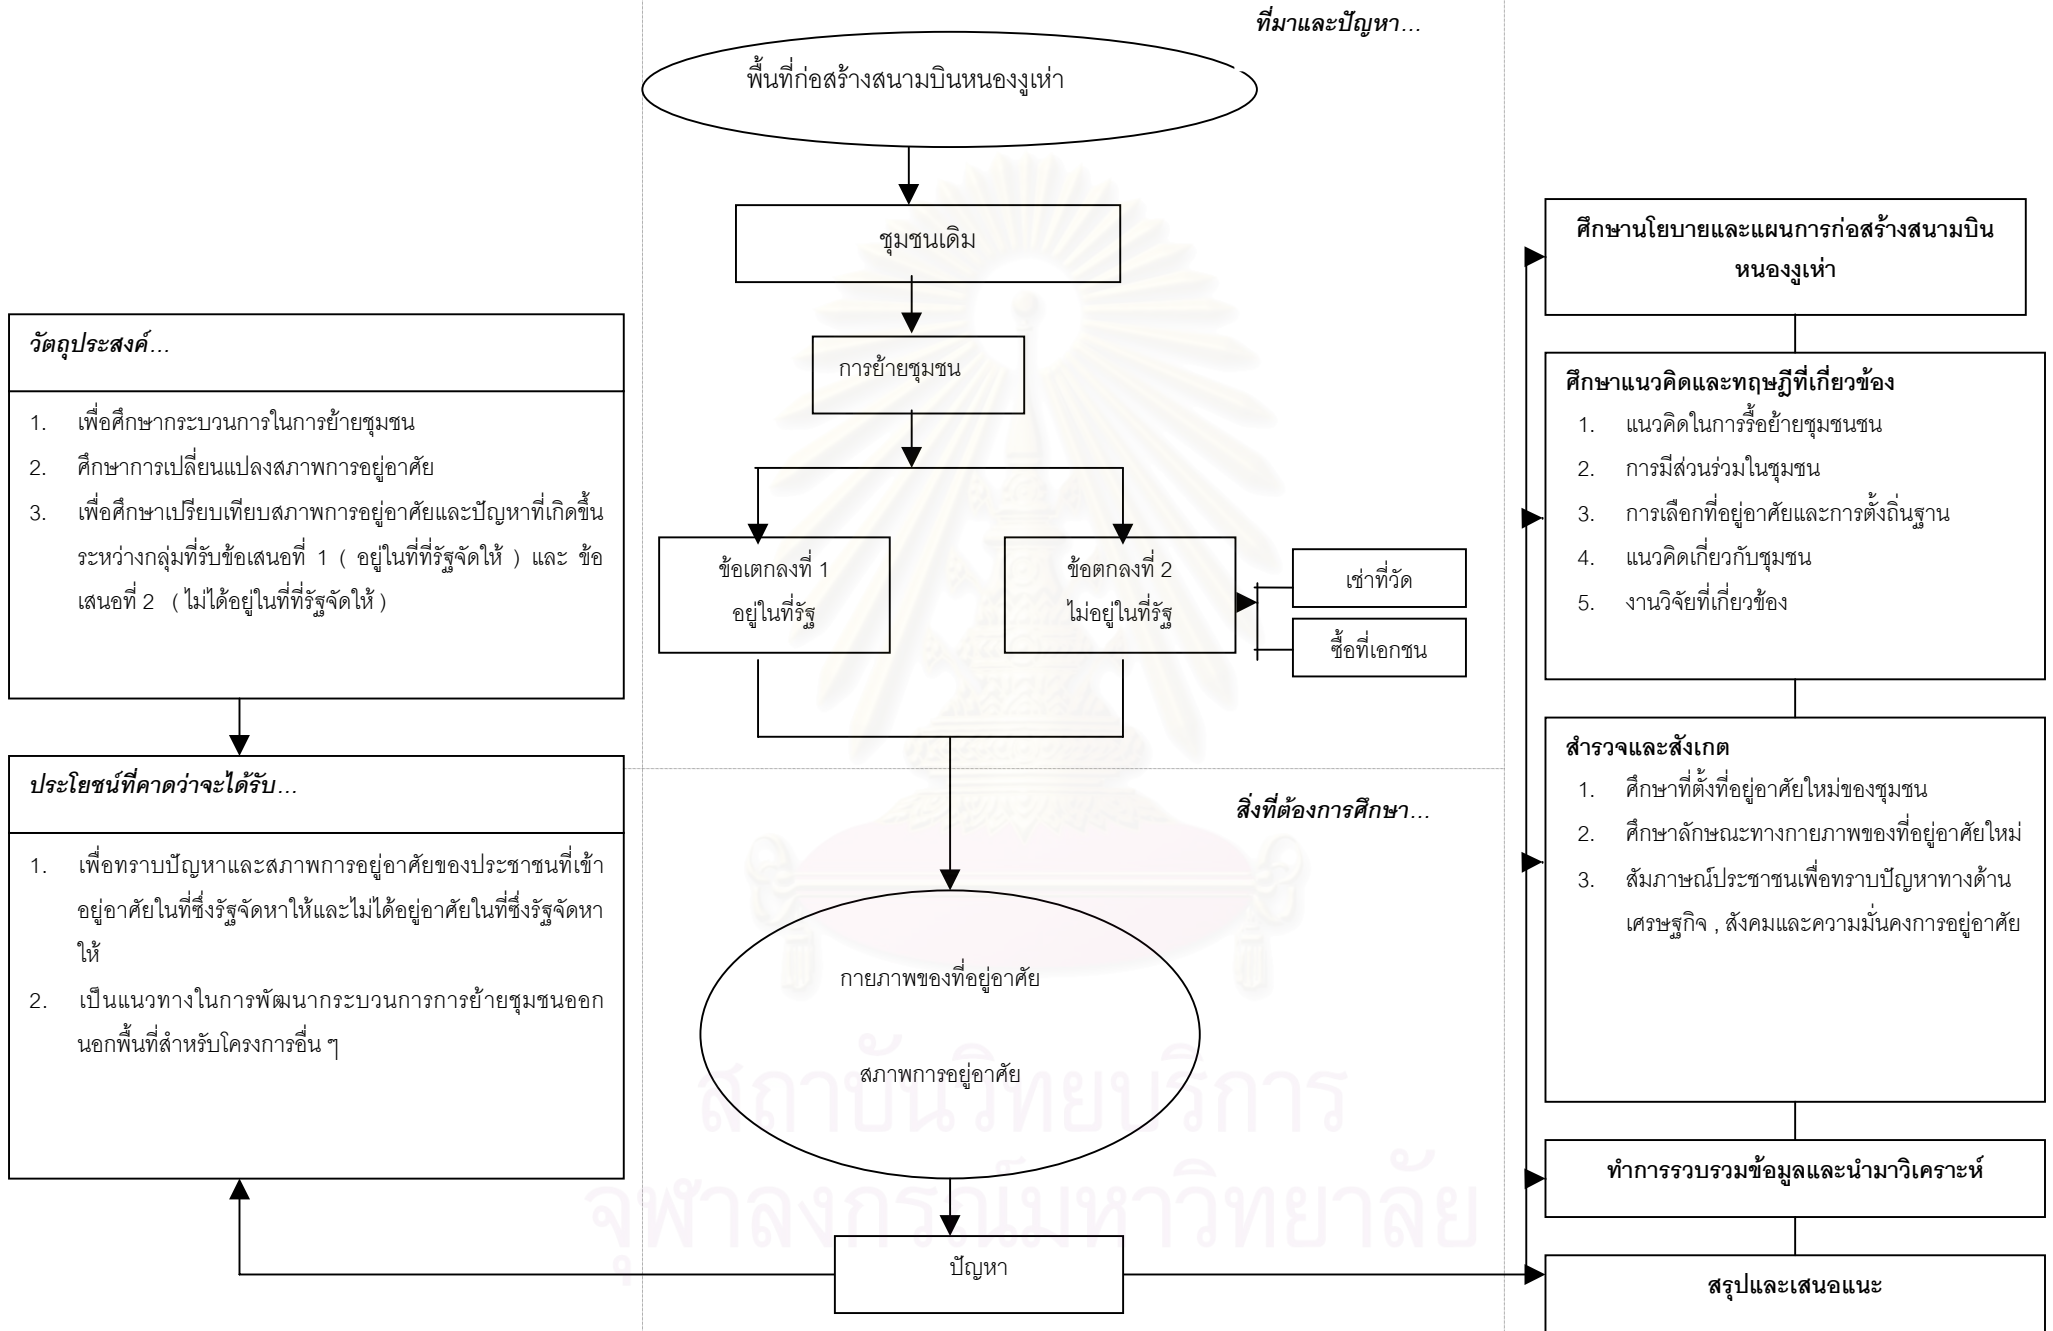 ที่มาและปัญหา...
พื้นที่ก่อสร้างสนามบินหนองงูเห่า
ชุมชนเดิม
การย้ายชุมชน
ข้อเตกลงที่ 1
อยู่ในที่รัฐ
ข้อตกลงที่ 2
ไม่อยู่ในที่รัฐ
เช่าที่วัด
ซื้อที่เอกชน
วัตถุประสงค์...
1. เพื่อศึกษากระบวนการในการย้ายชุมชน
2. ศึกษาการเปลี่ยนแปลงสภาพการอยู่อาศัย
3. เพื่อศึกษาเปรียบเทียบสภาพการอยู่อาศัยและปัญหาที่เกิดขึ้น
ระหว่างกลุ่มที่รับข้อเสนอที่ 1 ( อยู่ในที่ที่รัฐจัดให้ ) และ ข้อ
เสนอที่ 2 ( ไม่ได้อยู่ในที่ที่รัฐจัดให้ )
ประโยชน์ที่คาดว่าจะได้รับ...
1. เพื่อทราบปัญหาและสภาพการอยู่อาศัยของประชาชนที่เข้า
อยู่อาศัยในที่ซึ่งรัฐจัดหาให้และไม่ได้อยู่อาศัยในที่ซึ่งรัฐจัดหา
ให้
2. เป็นแนวทางในการพัฒนากระบวนการการย้ายชุมชนออก
นอกพื้นที่สำหรับโครงการอื่น ๆ
สิ่งที่ต้องการศึกษา...
กายภาพของที่อยู่อาศัย
สภาพการอยู่อาศัย
ปัญหา
ศึกษานโยบายและแผนการก่อสร้างสนามบิน
หนองงูเห่า
ศึกษาแนวคิดและทฤษฎีที่เกี่ยวข้อง
1. แนวคิดในการรื้อย้ายชุมชนชน
2. การมีส่วนร่วมในชุมชน
3. การเลือกที่อยู่อาศัยและการตั้งถิ่นฐาน
4. แนวคิดเกี่ยวกับชุมชน
5. งานวิจัยที่เกี่ยวข้อง
สำรวจและสังเกต
1. ศึกษาที่ตั้งที่อยู่อาศัยใหม่ของชุมชน
2. ศึกษาลักษณะทางกายภาพของที่อยู่อาศัยใหม่
3. สัมภาษณ์ประชาชนเพื่อทราบปัญหาทางด้าน
เศรษฐกิจ , สังคมและความมั่นคงการอยู่อาศัย
ทำการรวบรวมข้อมูลและนำมาวิเคราะห์
สรุปและเสนอแนะ
สถาบันวิทยบริการ
จุฬาลงกรณ์มหาวิทยาลัย